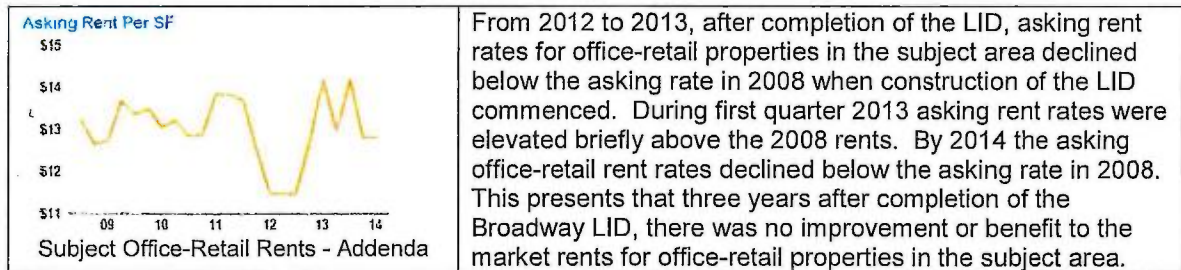 Asking Rent Per SF
$15
$14
$13
$12
$11
09 10 11 12 13 14
Subject Office-Retail Rents - Addenda
From 2012 to 2013, after completion of the LID, asking rent
rates for office-retail properties in the subject area declined
below the asking rate in 2008 when construction of the LID
commenced. During first quarter 2013 asking rent rates were
elevated briefly above the 2008 rents. By 2014 the asking
office-retail rent rates declined below the asking rate in 2008.
This presents that three years after completion of the
Broadway LID, there was no improvement or benefit to the
market rents for office-retail properties in the subject area.